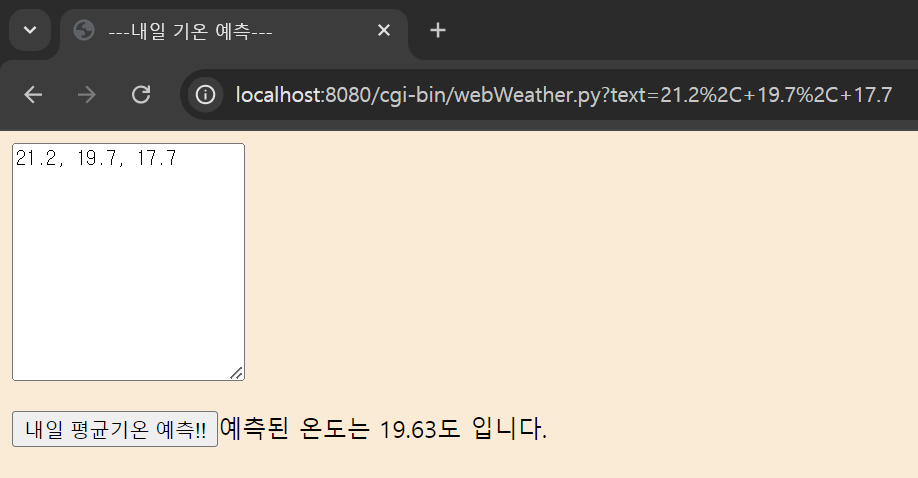 ---내일 기온 예측---
localhost:8080/cgi-bin/webWeather.py?text=21.2%2C+19.7%2C+17.7
21.2, 19.7, 17.7
내일 평균기온 예측!! 예측된 온도는 19.63도 입니다.